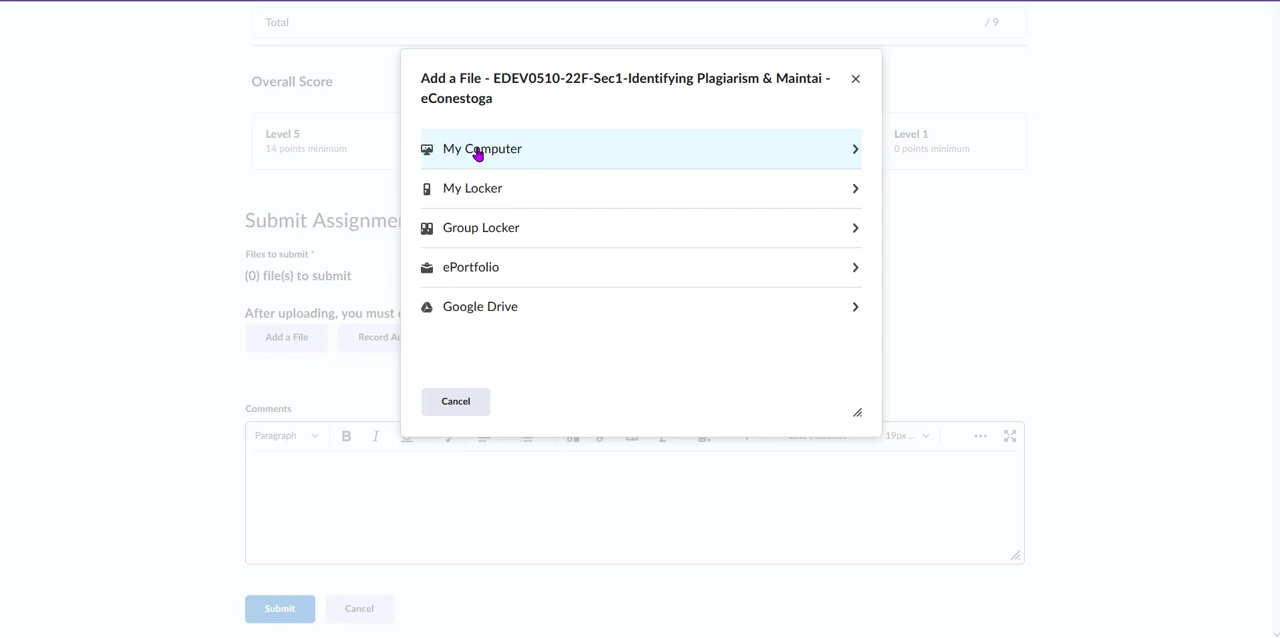 Total
/ 9
Overall Score
Level 5
14 points minimum
Level 1
0 points minimum
Add a File - EDEV0510-22F-Sec1-Identifying Plagiarism & Maintai -
eConestoga
My Computer
My Locker
Group Locker
ePortfolio
Google Drive
Cancel
Submit Assignme
Files to submit *
(0) file(s) to submit
After uploading, you must
Add a File
Record Au
Comments
Paragraph
B
I
19px ...
Submit
Cancel